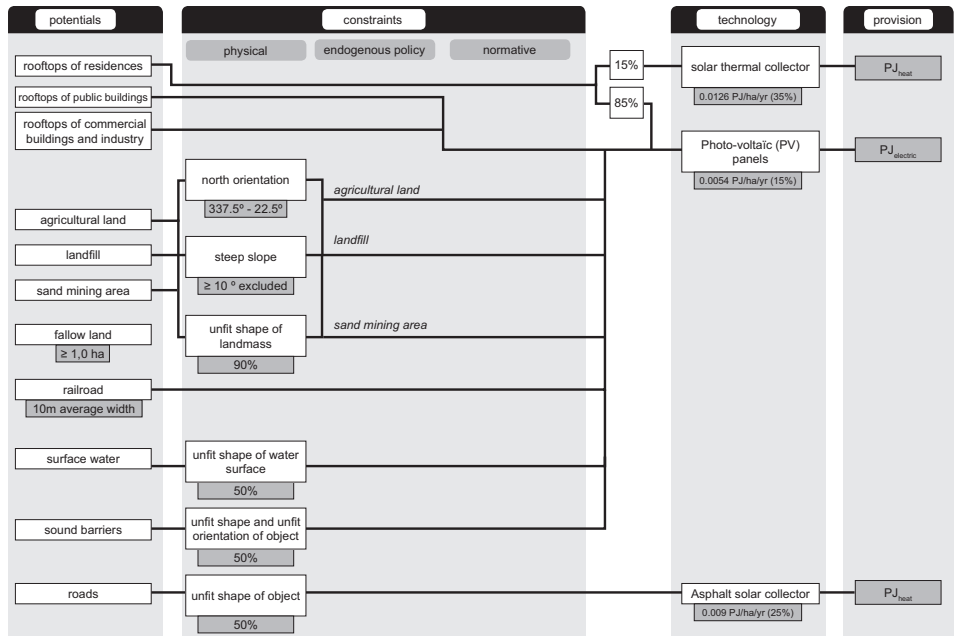 potentials
constraints
technology
provision
physical
endogenous policy
normative
rooftops of residences
rooftops of public buildings
rooftops of commercial
buildings and industry
agricultural land
landfill
sand mining area
fallow land
≥ 1,0 ha
railroad
10m average width
surface water
sound barriers
roads
north orientation
337.5º - 22.5º
steep slope
≥ 10 º excluded
unfit shape of
landmass
90%
unfit shape of water
surface
50%
unfit shape and unfit
orientation of object
50%
unfit shape of object
50%
agricultural land
landfill
sand mining area
15%
85%
solar thermal collector
0.0126 PJ/ha/yr (35%)
Photo-voltaïc (PV)
panels
0.0054 PJ/ha/yr (15%)
Asphalt solar collector
0.009 PJ/ha/yr (25%)
PJheat
PJelectric
PJheat